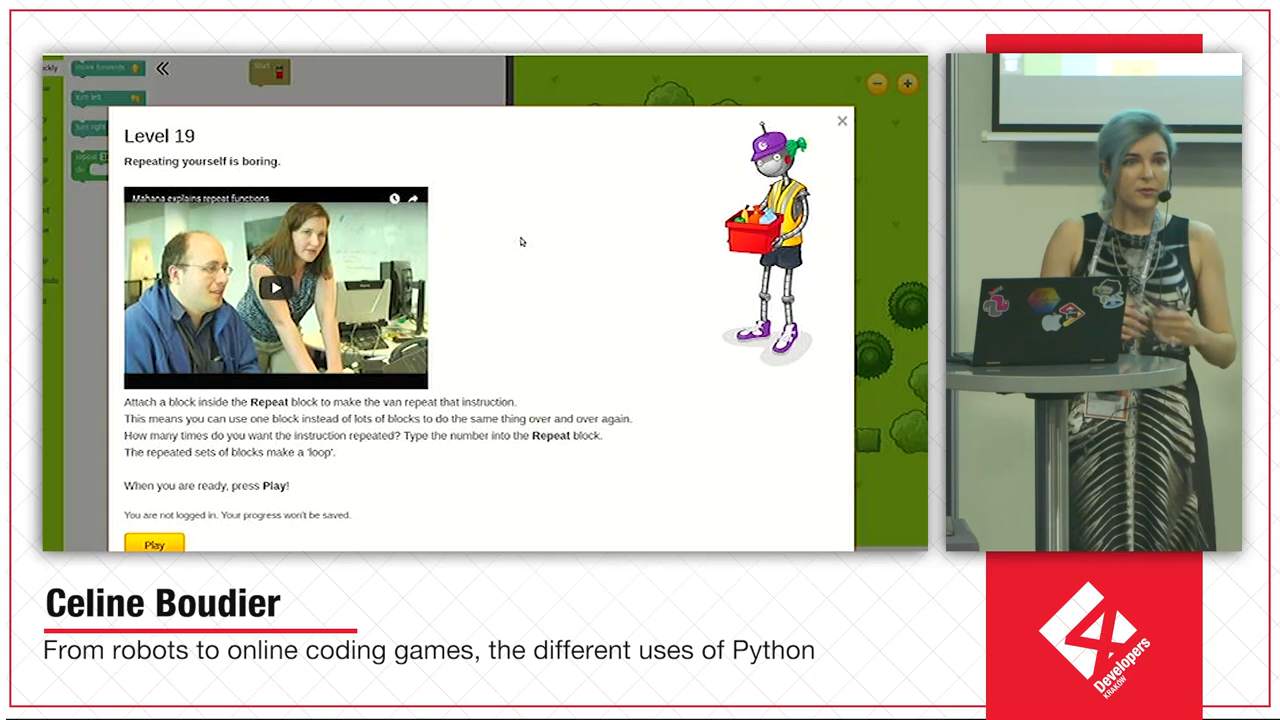 move forwards
turn left
turn right
repeat
do
Start
Level 19
Repeating yourself is boring.
Mahana explains repeat functions
Attach a block inside the Repeat block to make the van repeat that instruction.
This means you can use one block instead of lots of blocks to do the same thing over and over again.
How many times do you want the instruction repeated? Type the number into the Repeat block.
The repeated sets of blocks make a 'loop'.
When you are ready, press Play!
You are not logged in. Your progress won't be saved.
Play
Celine Boudier
From robots to online coding games, the different uses of Python
4
Developers
KRAKOW